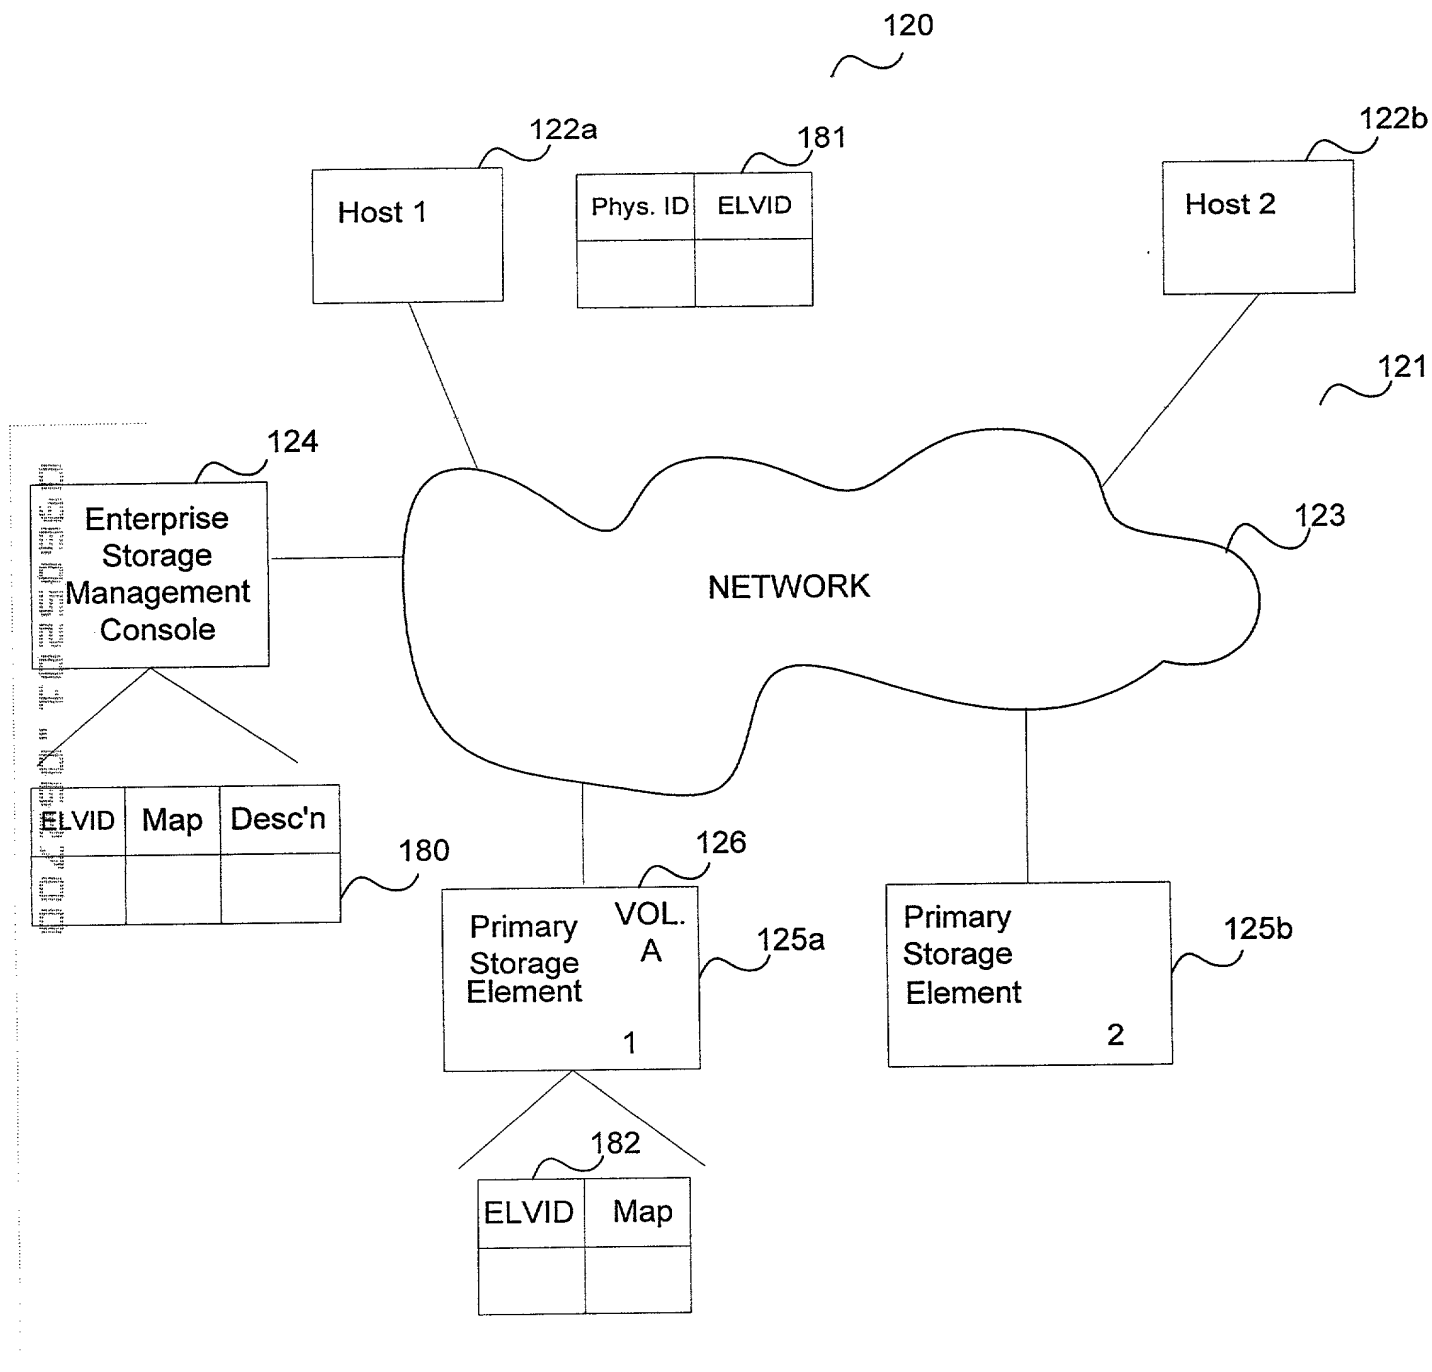 120
122a
181
122b
Host 1
Phys. ID
ELVID
Host 2
121
124
Enterprise
Storage
Management
Console
123
NETWORK
ELVID
Map
Desc'n
180
126
Primary
Storage
Element
VOL.
A
1
125a
Primary
Storage
Element
2
125b
182
ELVID
Map